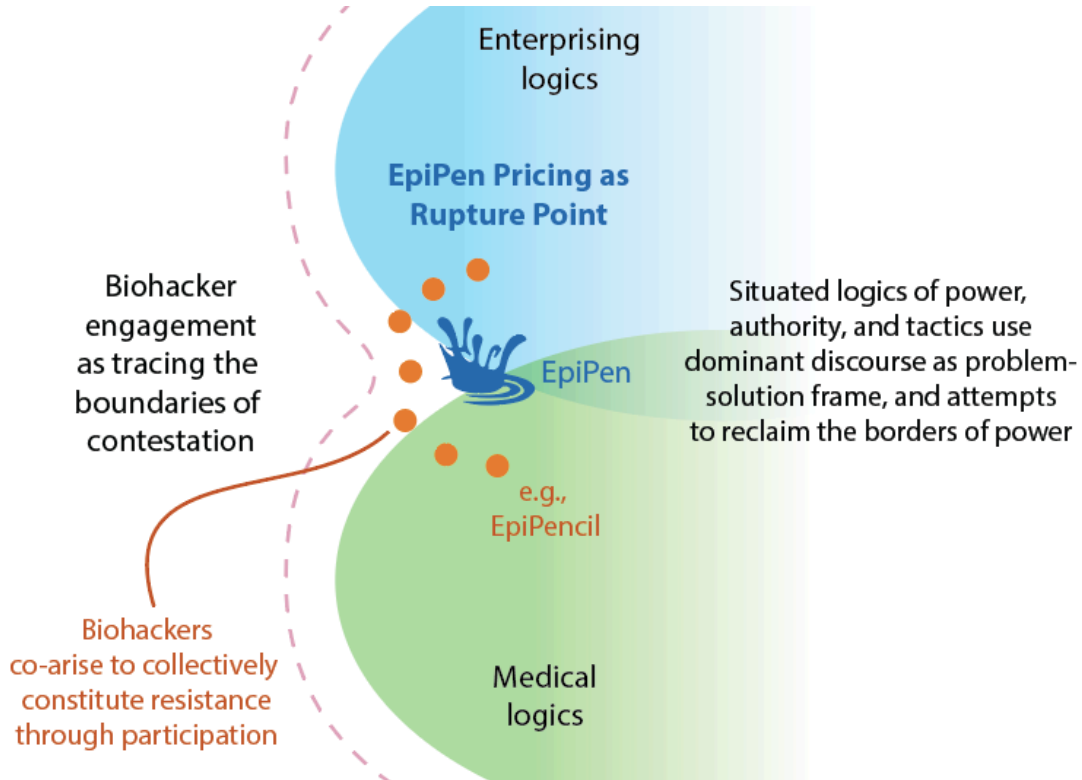 Enterprising
logics
EpiPen Pricing as
Rupture Point
Biohacker
engagement
as tracing the
boundaries of
contestation
EpiPen
Situated logics of power,
authority, and tactics use
dominant discourse as problem-
solution frame, and attempts
to reclaim the borders of power
e.g.,
EpiPencil
Biohackers
co-arise to collectively
constitute resistance
through participation
Medical
logics